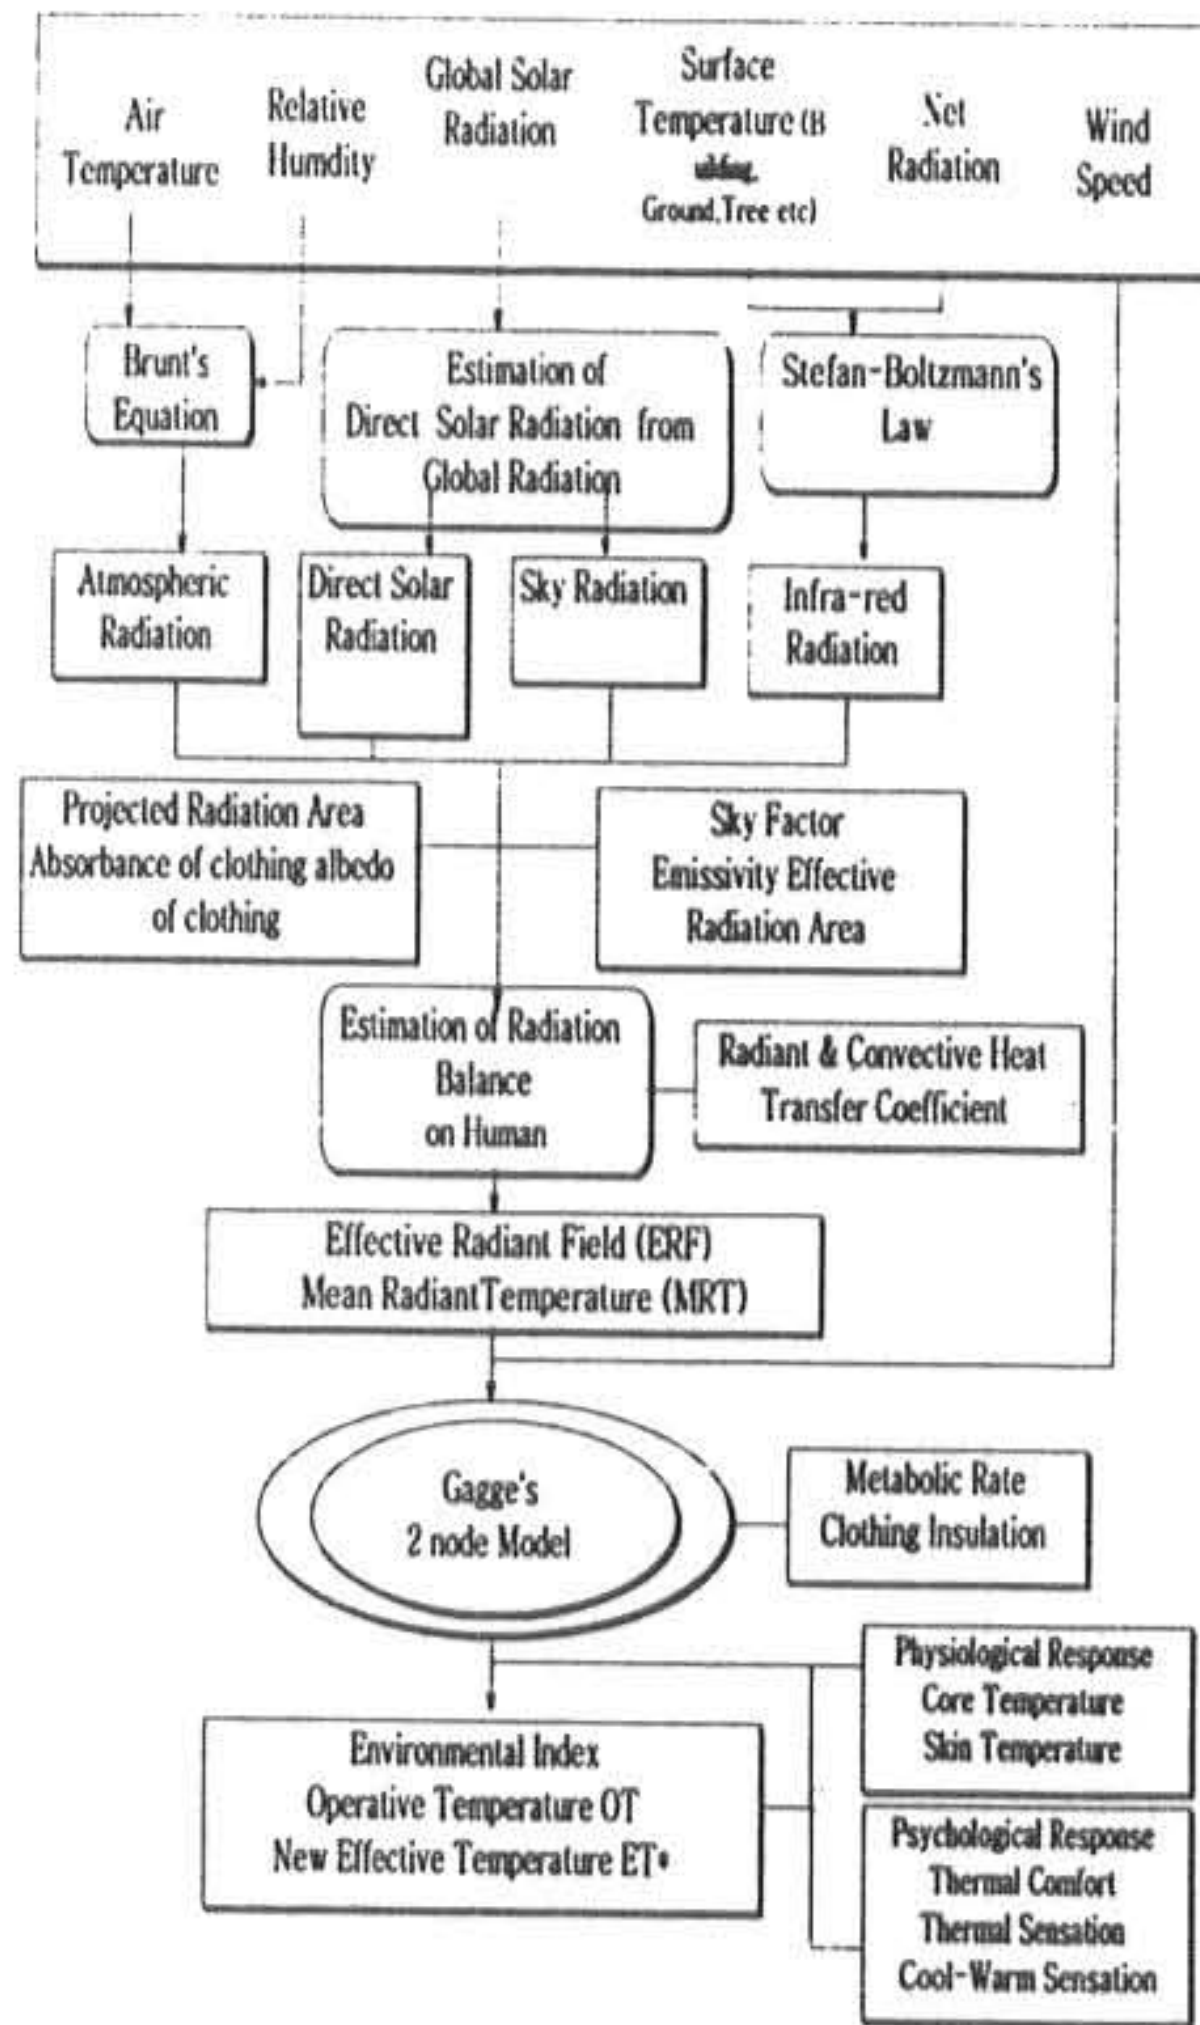 Air
Temperature
Relative
Humdity
Global Solar
Radiation
Surface
Temperature (B
uilding,
Ground,Tree etc)
Net
Radiation
Wind
Speed
Brunt's
Equation
Estimation of
Direct Solar Radiation from
Global Radiation
Stefan-Boltzmann's
Law
Atmospheric
Radiation
Direct Solar
Radiation
Sky Radiation
Infra-red
Radiation
Projected Radiation Area
Absorbance of clothing albedo
of clothing
Sky Factor
Emissivity Effective
Radiation Area
Estimation of Radiation
Balance
on Human
Radiant & Convective Heat
Transfer Coefficient
Effective Radiant Field (ERF)
Mean RadiantTemperature (MRT)
Gagge's
2 node Model
Metabolic Rate
Clothing Insulation
Physiological Response
Core Temperature
Skin Temperature
Environmental Index
Operative Temperature OT
New Effective Temperature ET*
Psychological Response
Thermal Comfort
Thermal Sensation
Cool-Warm Sensation